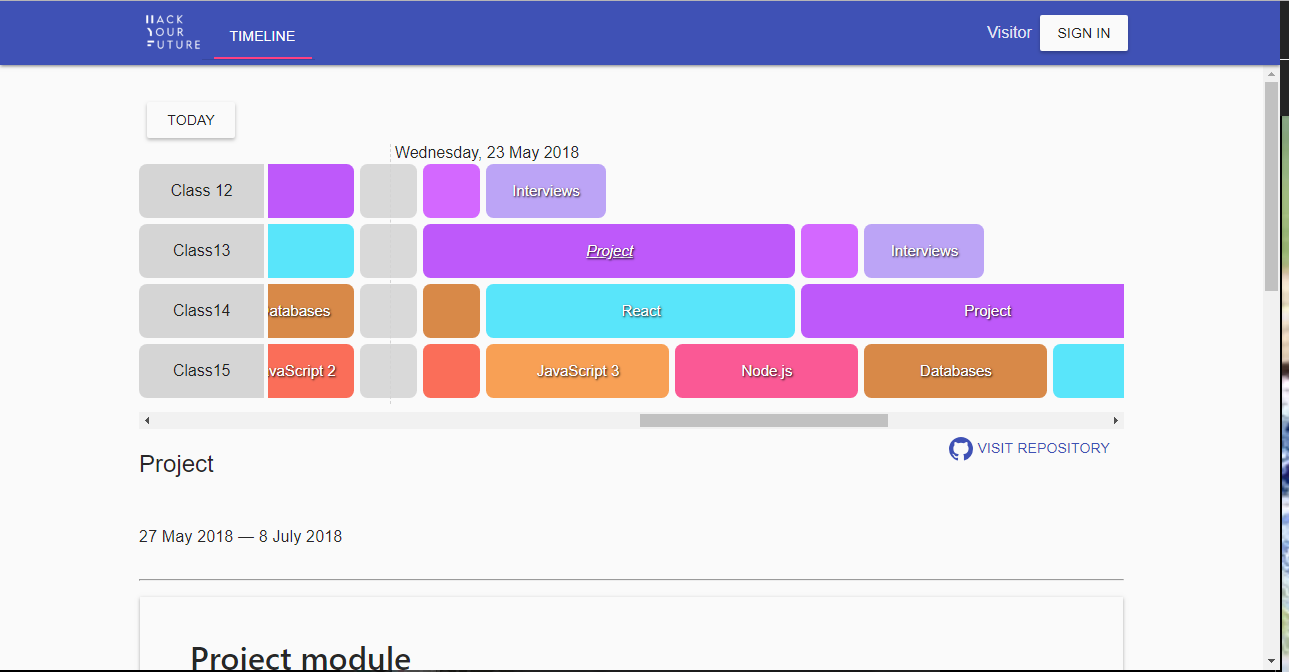 HACK
YOUR
FUTURE
TIMELINE
Visitor
SIGN IN
TODAY
Wednesday, 23 May 2018
Class 12
Interviews
Class13
Project
Interviews
Class14
atabases
React
Project
Class15
vaScript 2
JavaScript 3
Node.js
Databases
VISIT REPOSITORY
Project
27 May 2018 — 8 July 2018
Project module